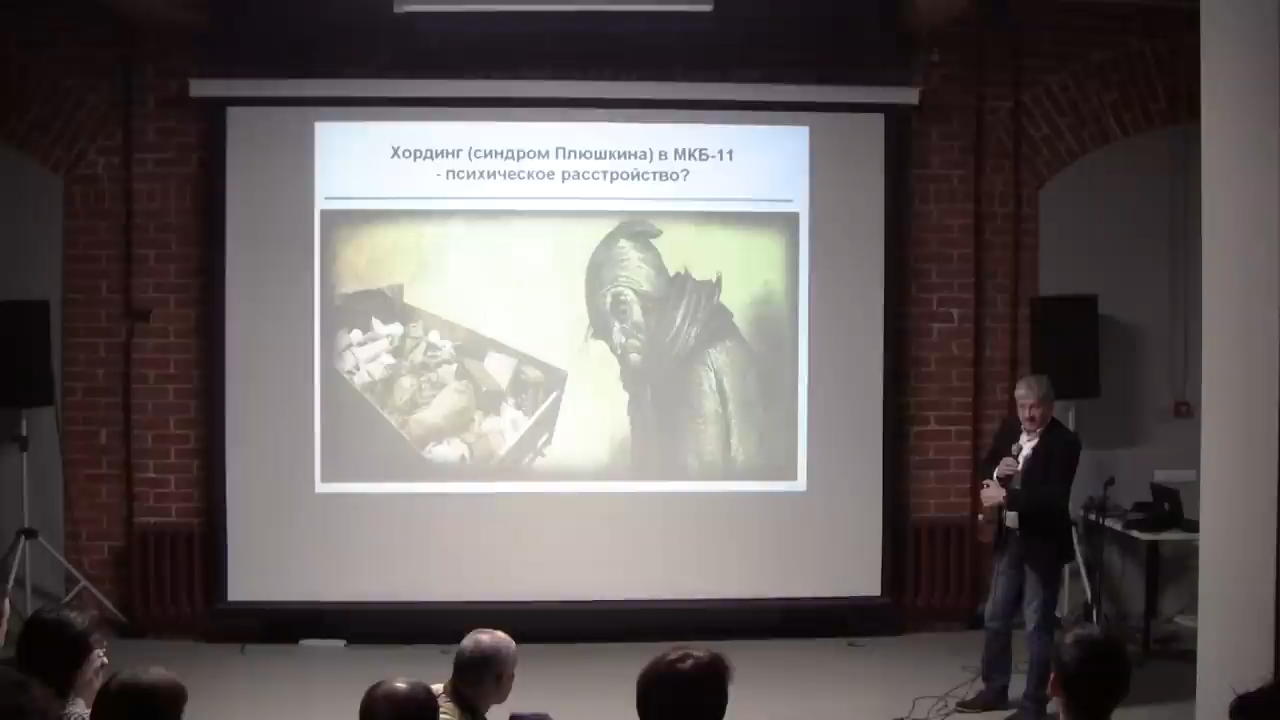 Хординг (синдром Плюшкина) в МКБ-11
- психическое расстройство?